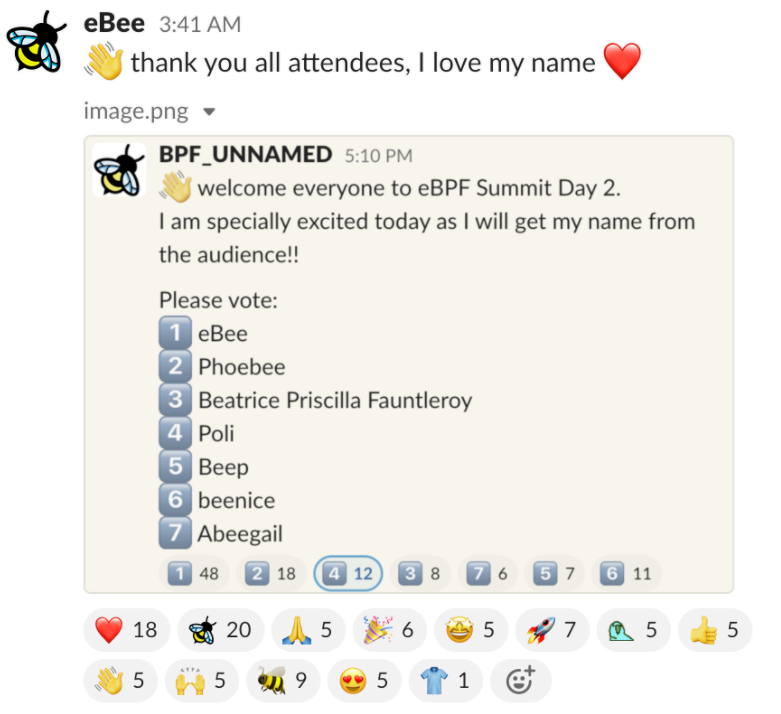 eBee 3:41 AM
👋 thank you all attendees, I love my name ❤️
image.png
BPF_UNNAMED 5:10 PM
👋 welcome everyone to eBPF Summit Day 2.
I am specially excited today as I will get my name from
the audience!!
Please vote:
1 eBee
2 Phoebee
3 Beatrice Priscilla Fauntleroy
4 Poli
5 Beep
6 beenice
7 Abeegail
1 48 2 18 4 12 3 8 7 6 5 7 6 11
18 20 5 6 5 7 5 5
5 5 9 5 1